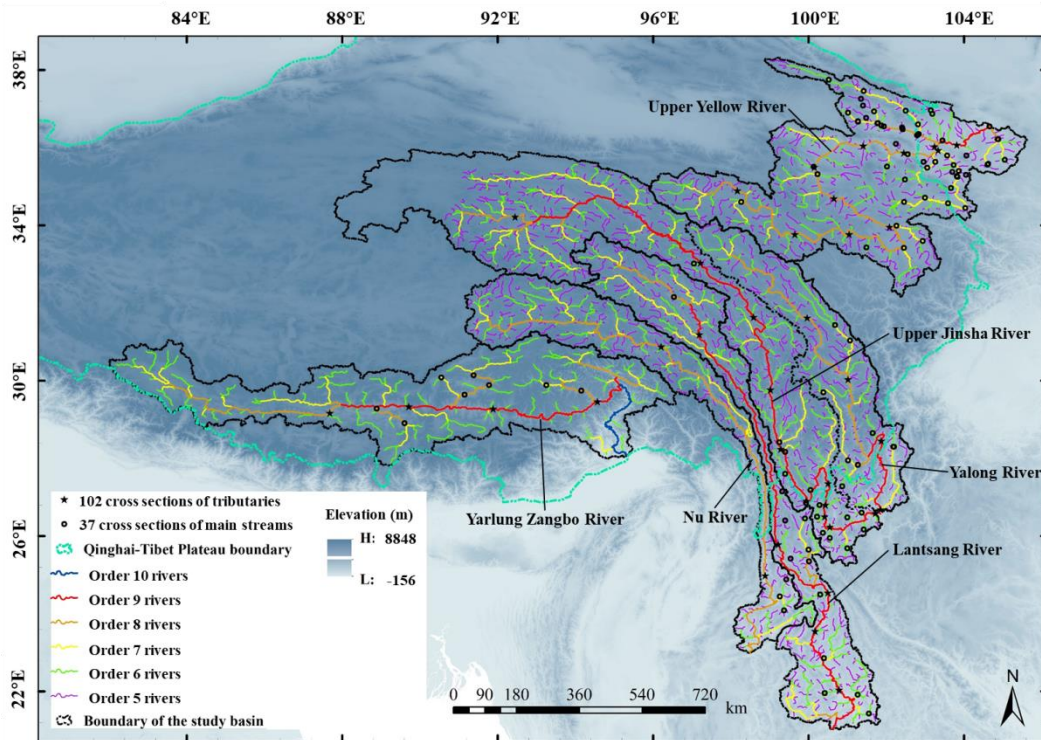 84°E 88°E 92°E 96°E 100°E 104°E
38°E
34°E
30°E
26°E
22°E
Upper Yellow River
Upper Jinsha River
Yalong River
Yarlung Zangbo River
Nu River
Lantsang River
102 cross sections of tributaries
37 cross sections of main streams
Qinghai-Tibet Plateau boundary
Order 10 rivers
Order 9 rivers
Order 8 rivers
Order 7 rivers
Order 6 rivers
Order 5 rivers
Boundary of the study basin
Elevation (m)
H: 8848
L: -156
0 90 180 360 540 720
km
N